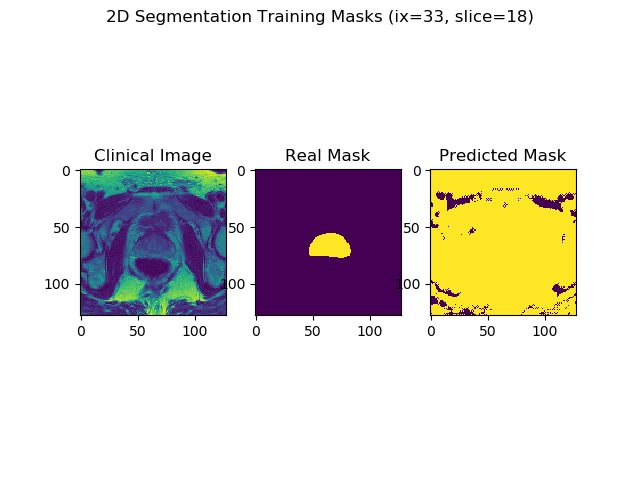 2D Segmentation Training Masks (ix=33, slice=18)
Clinical Image Real Mask Predicted Mask
0 0 0
50 50 50
100 100 100
0 50 100 0 50 100 0 50 100